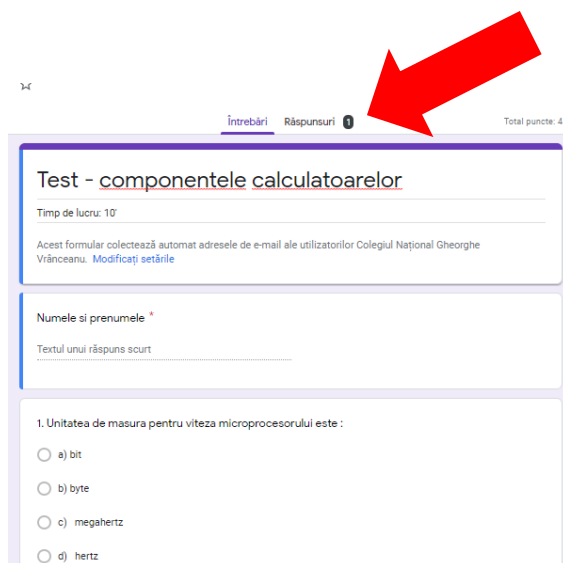 Întrebări Răspunsuri 1 Total puncte: 4
Test - componentele calculatoarelor
Timp de lucru: 10'
Acest formular colectează automat adresele de e-mail ale utilizatorilor Colegiul Național Gheorghe
Vrânceanu. Modificați setările
Numele si prenumele *
Textul unui răspuns scurt
1. Unitatea de masura pentru viteza microprocesorului este :
a) bit
b) byte
c) megahertz
d) hertz